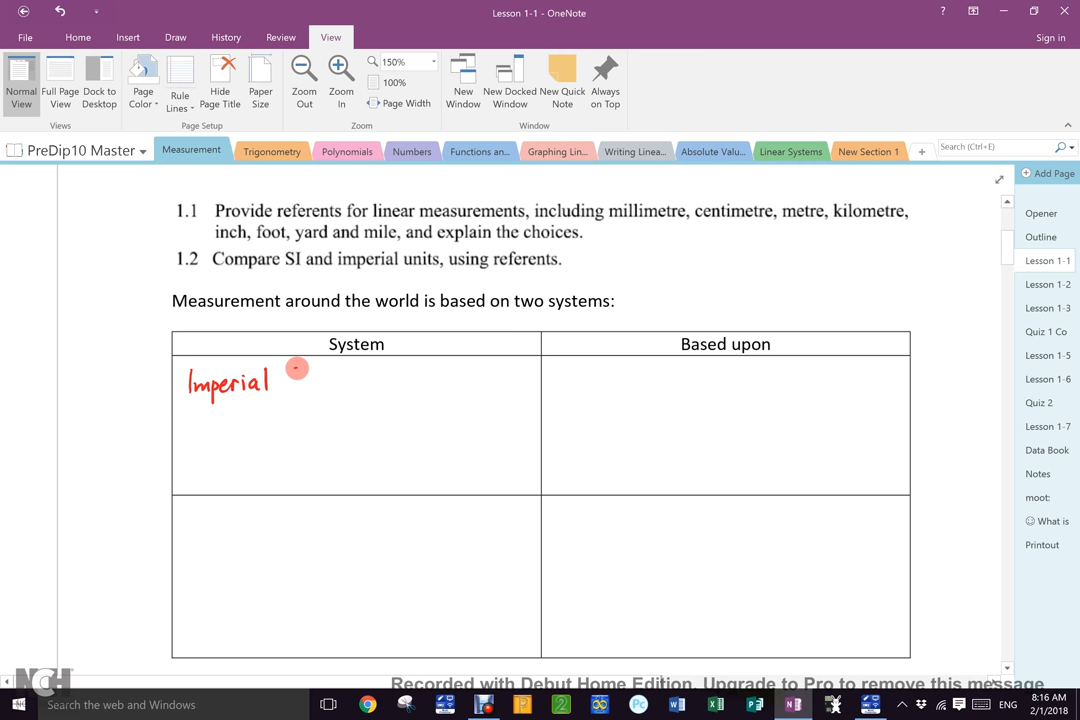 Lesson 1-1 - OneNote
?
Sign in
File Home Insert Draw History Review View
Normal View
Full Page View
Dock to Desktop
Views
Page Color
Rule Lines
Hide Page Title
Paper Size
Page Setup
Zoom Out
Zoom In
150%
100%
Page Width
Zoom
New Window
New Docked Window
New Quick Note
Always on Top
Window
PreDip10 Master
Measurement Trigonometry Polynomials Numbers Functions an... Graphing Lin... Writing Linea... Absolute Valu... Linear Systems New Section 1 +
Search (Ctrl+E)
Add Page
Opener
Outline
Lesson 1-1
Lesson 1-2
Lesson 1-3
Quiz 1 Co
Lesson 1-5
Lesson 1-6
Quiz 2
Lesson 1-7
Data Book
Notes
moot:
☺ What is
Printout
1.1 Provide referents for linear measurements, including millimetre, centimetre, metre, kilometre,
inch, foot, yard and mile, and explain the choices.
1.2 Compare SI and imperial units, using referents.
Measurement around the world is based on two systems:
System Based upon
Imperial
NCH
Recorded with Debut Home Edition. Upgrade to Pro to remove this message
Search the web and Windows
ENG
8:16 AM
2/1/2018